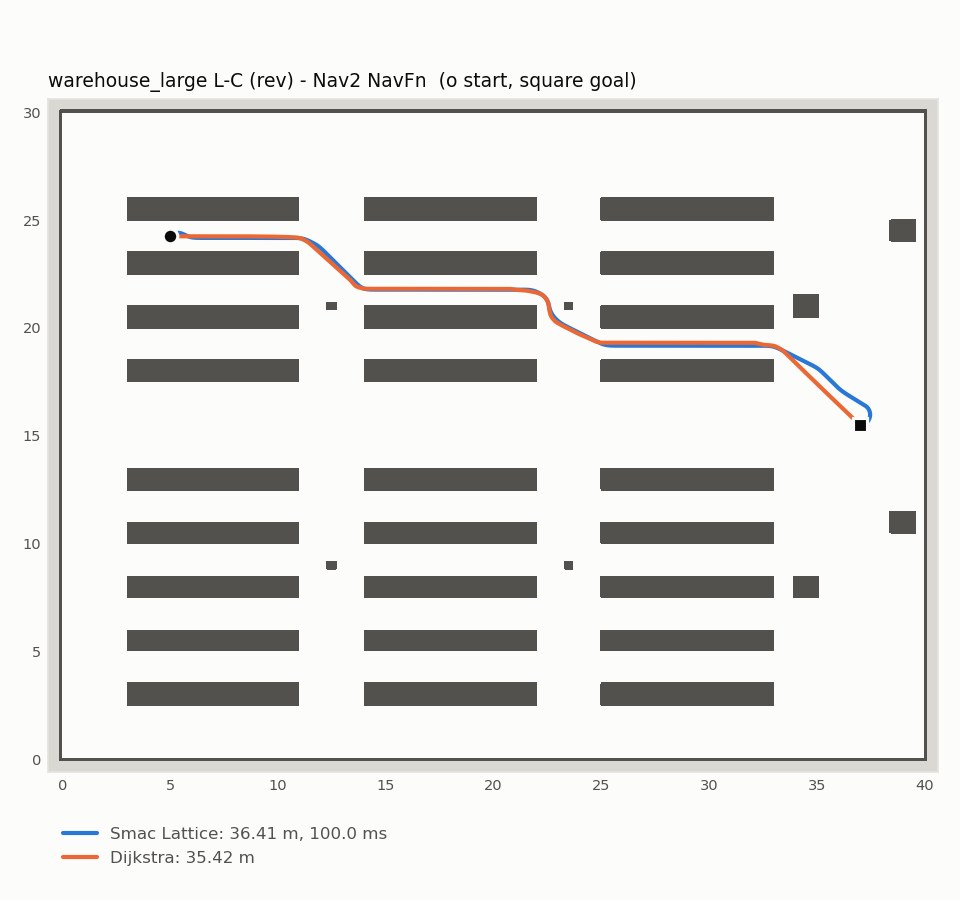 warehouse_large L-C (rev) - Nav2 NavFn  (o start, square goal)
30
25
20
15
10
5
0
0 5 10 15 20 25 30 35 40
Smac Lattice: 36.41 m, 100.0 ms
Dijkstra: 35.42 m